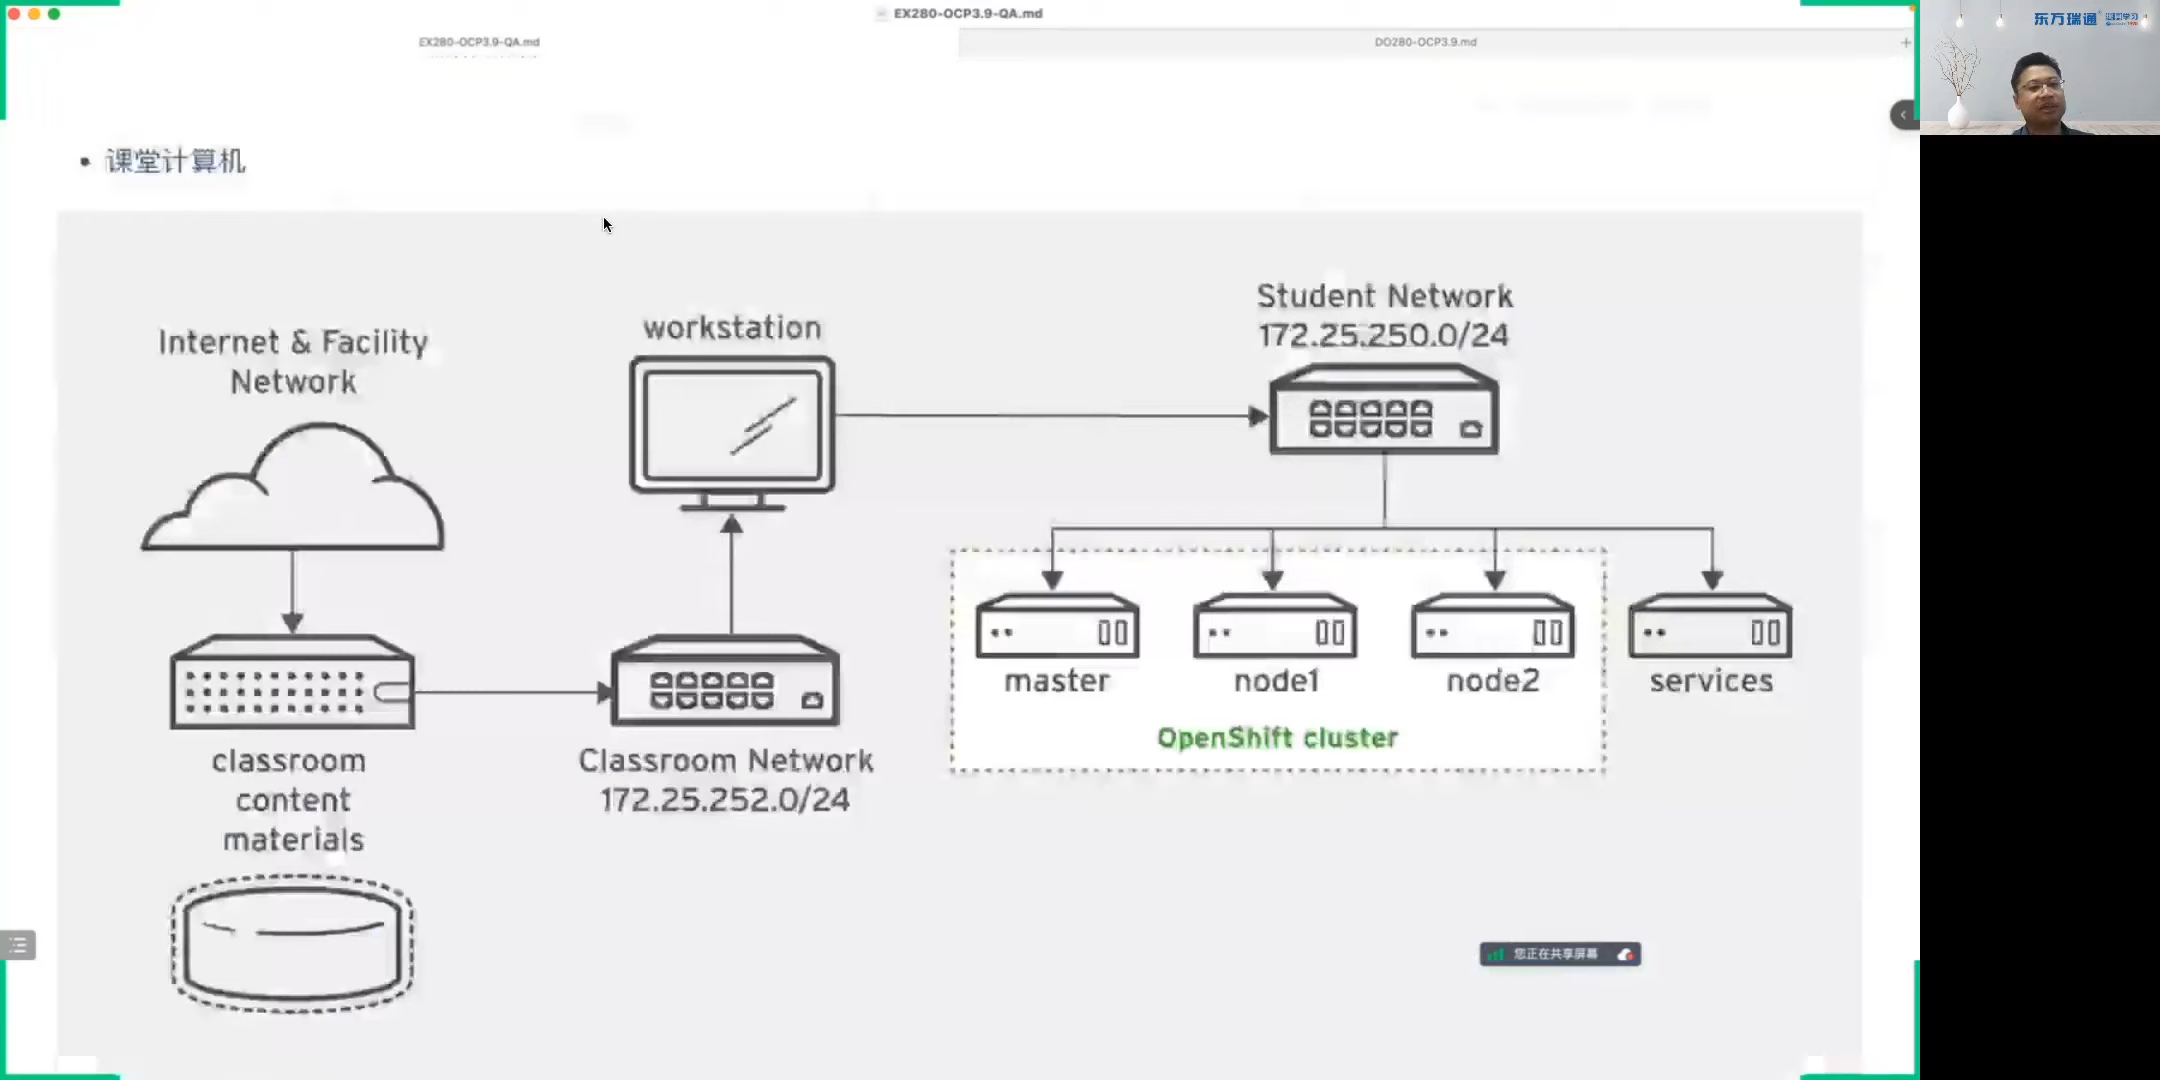 EX280-OCP3.9-QA.md
EX280-OCP3.9-QA.md
DO280-OCP3.9.md
东方瑞通
课堂计算机
Internet & Facility
Network
workstation
Student Network
172.25.250.0/24
master
node1
node2
services
OpenShift cluster
classroom
content
materials
Classroom Network
172.25.252.0/24
您正在共享屏幕